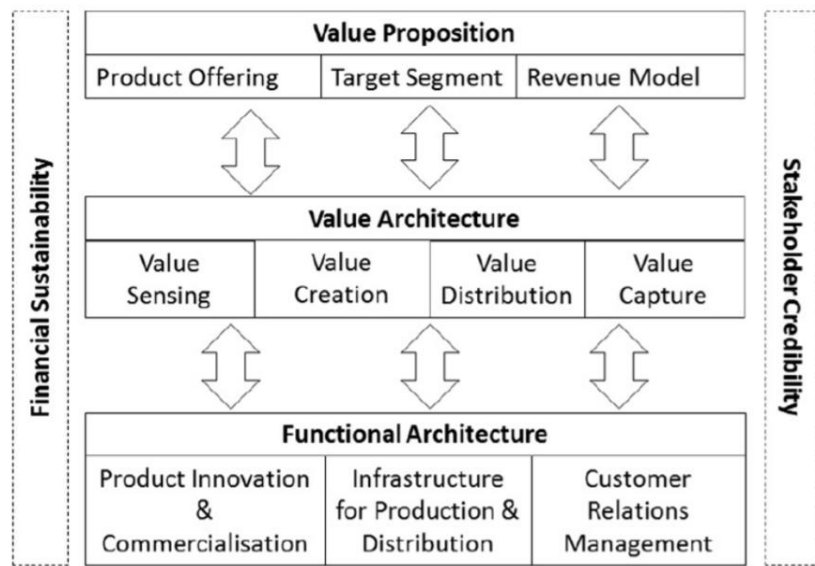 Financial Sustainability
Value Proposition
Product Offering
Target Segment
Revenue Model
Value Architecture
Value
Sensing
Value
Creation
Value
Distribution
Value
Capture
Functional Architecture
Product Innovation
&
Commercialisation
Infrastructure
for Production &
Distribution
Customer
Relations
Management
Stakeholder Credibility